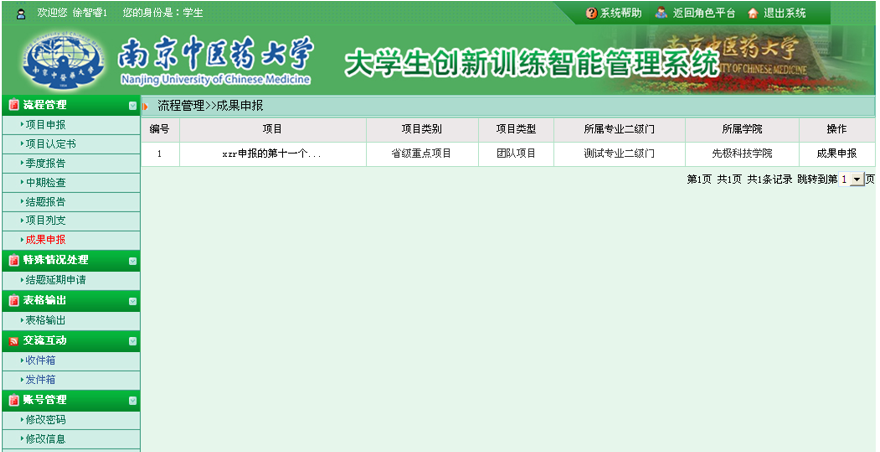 欢迎您 徐智睿1 您的身份是：学生
系统帮助 返回角色平台 退出系统
南京中医药大学
Nanjing University of Chinese Medicine
大学生创新训练智能管理系统
流程管理
项目申报
项目认定书
季度报告
中期检查
结题报告
项目列支
成果申报
特殊情况处理
结题延期申请
表格输出
表格输出
交流互动
收件箱
发件箱
账号管理
修改密码
修改信息
流程管理>>成果申报
编号 项目 项目类别 项目类型 所属专业二级门 所属学院 操作
1 xzr申报的第十一个... 省级重点项目 团队项目 测试专业二级门 先极科技学院 成果申报
第1页 共1页 共1条记录 跳转到第 1 页